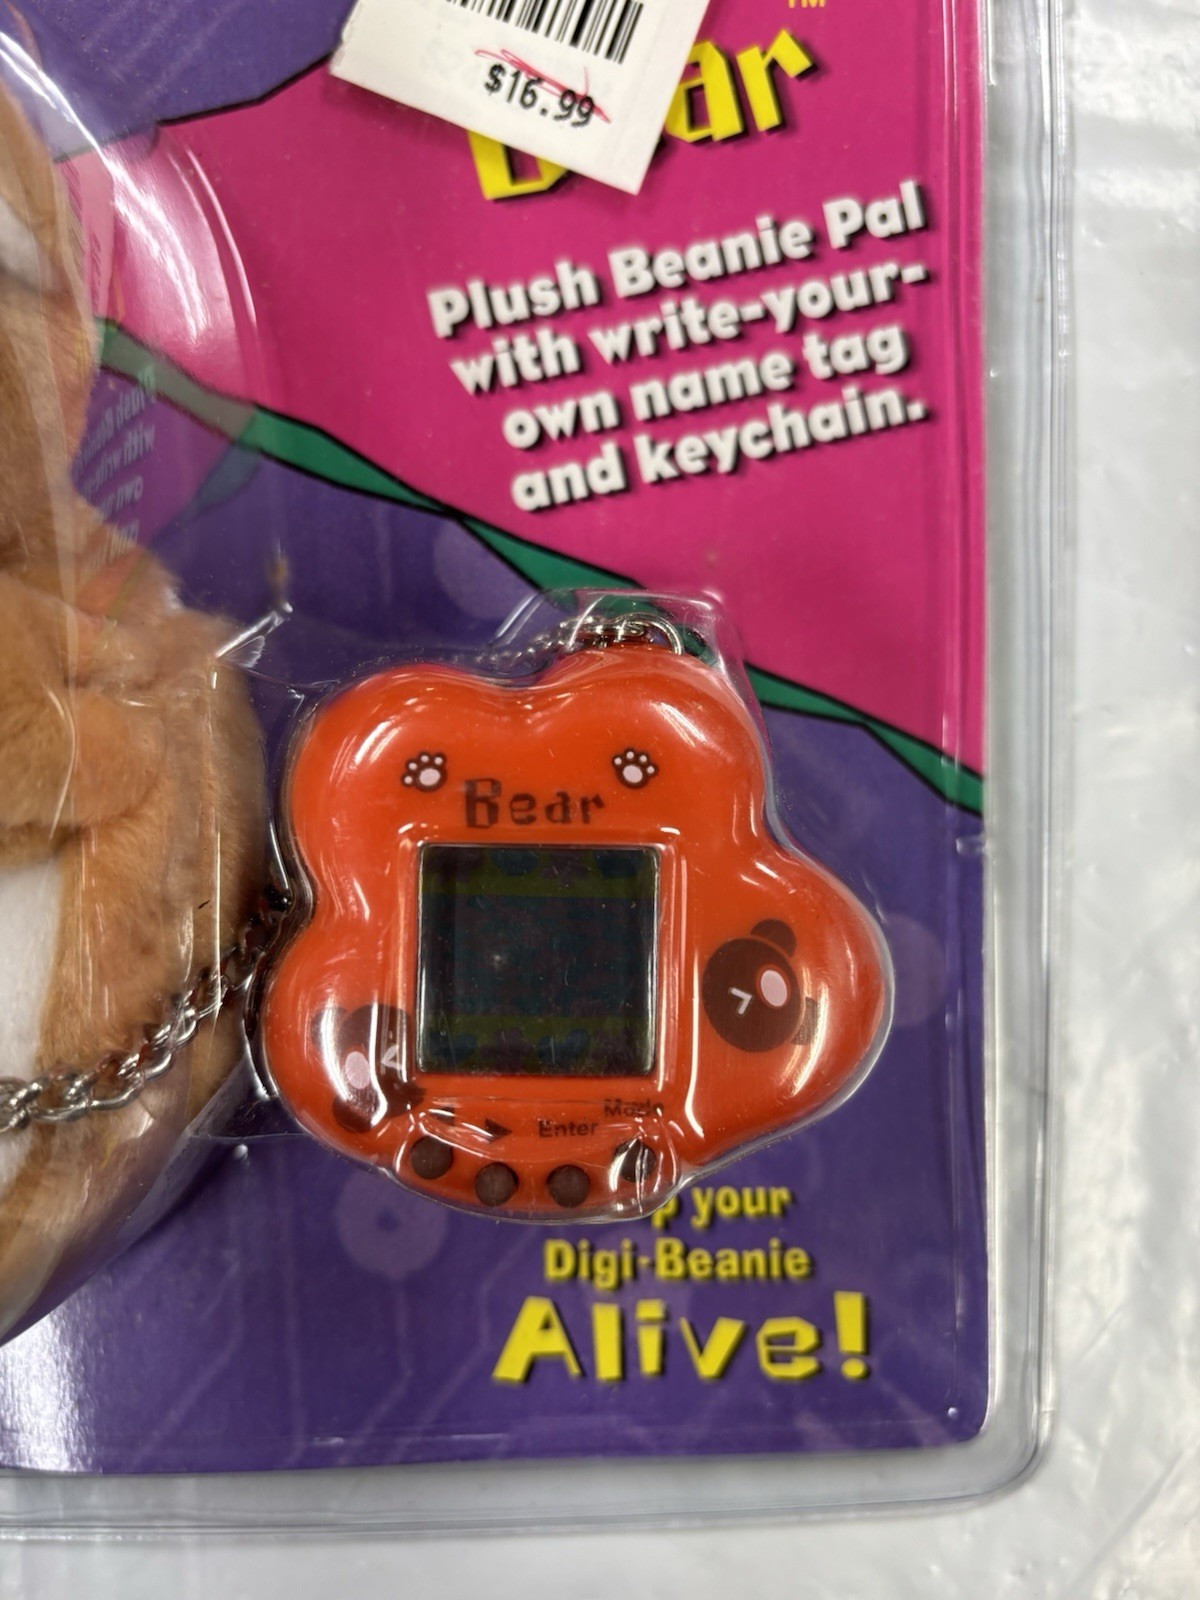 $16.99
TM
Bear
Plush Beanie Pal
with write-your-
own name tag
and keychain.
Bear
Enter
Mode
your
Digi-Beanie
Alive!